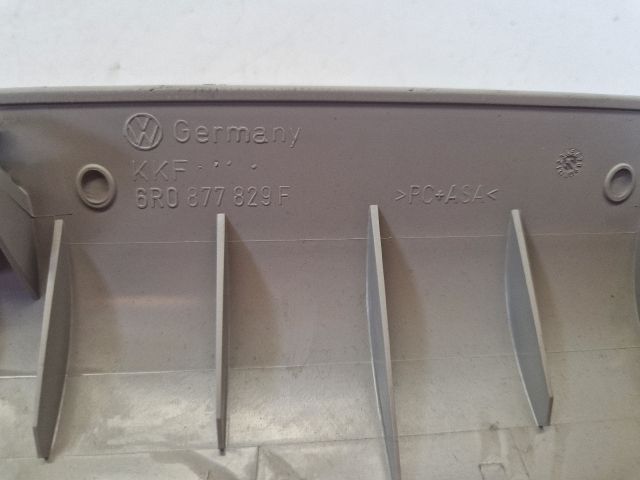 Germany
KKF
6R0 877 829 F
>PC+ASA<